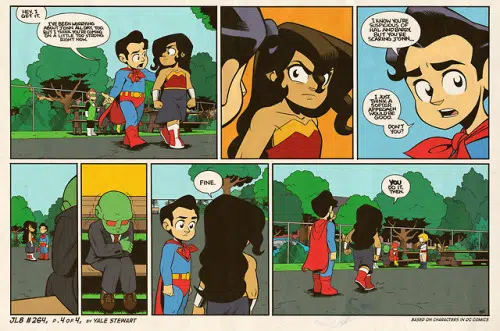 HEY, I
GET IT.
I'VE BEEN WORRYING
ABOUT JOHN ALL DAY, TOO,
BUT I THINK YOU'RE COMING
ON A LITTLE TOO STRONG
RIGHT NOW.
I KNOW YOU'RE
SUSPICIOUS OF
HAL AND BARRY,
BUT YOU'RE
SCARING J'ONN...
I JUST
THINK A
SOFTER
APPROACH
WOULD BE
GOOD.
DON'T
YOU?
FINE.
YOU
DO IT,
THEN.
JL8 #264, P. 4 OF 4, BY YALE STEWART
BASED ON CHARACTERS IN DC COMICS